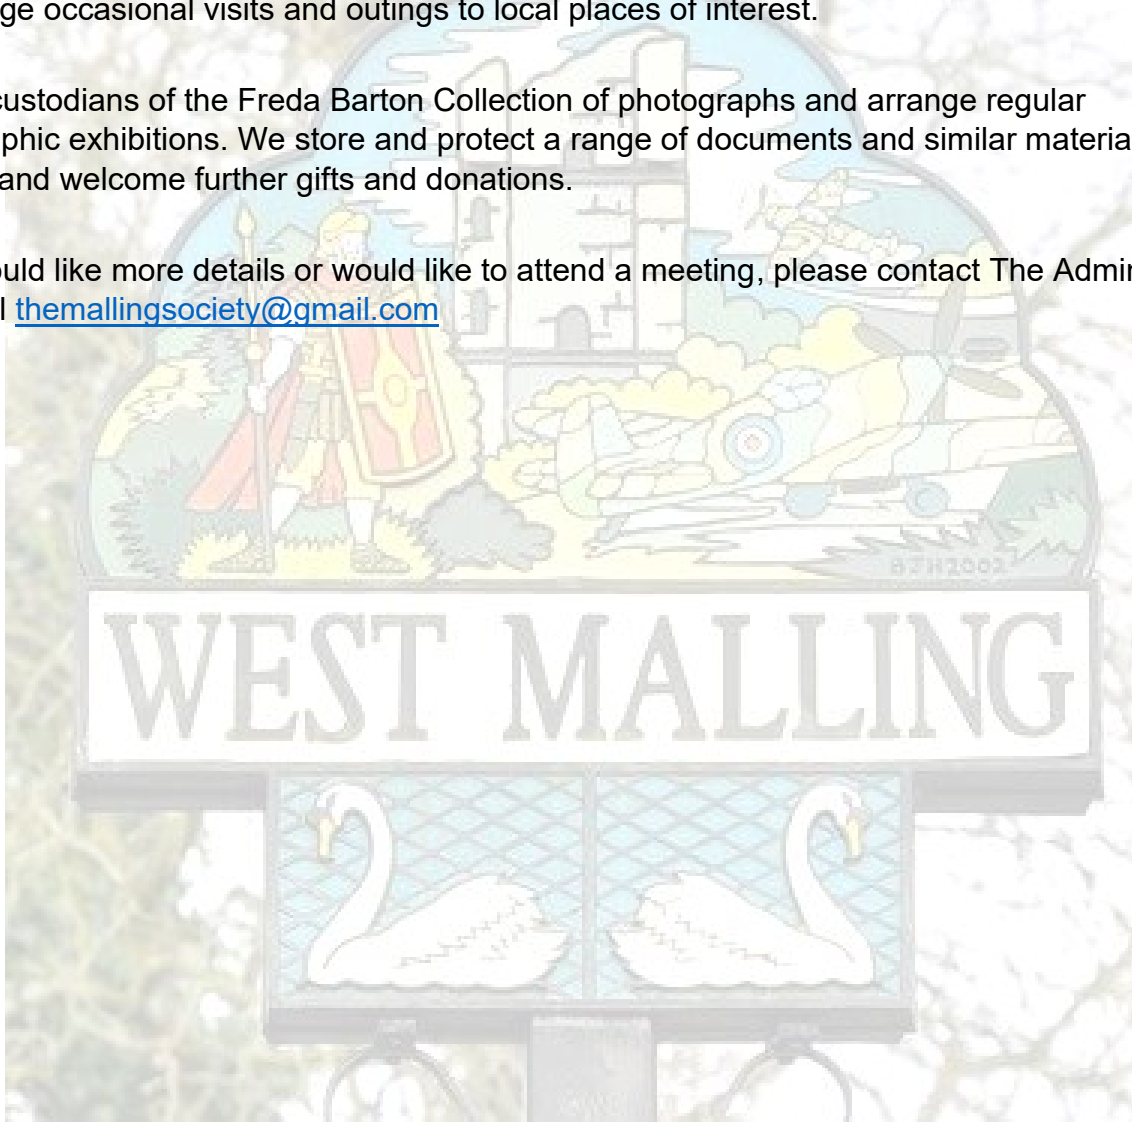 ge occasional visits and outings to local places of interest.
custodians of the Freda Barton Collection of photographs and arrange regular
phic exhibitions. We store and protect a range of documents and similar materia
and welcome further gifts and donations.
ould like more details or would like to attend a meeting, please contact The Admin
l themallingsociety@gmail.com
BJH2002
WEST MALLING